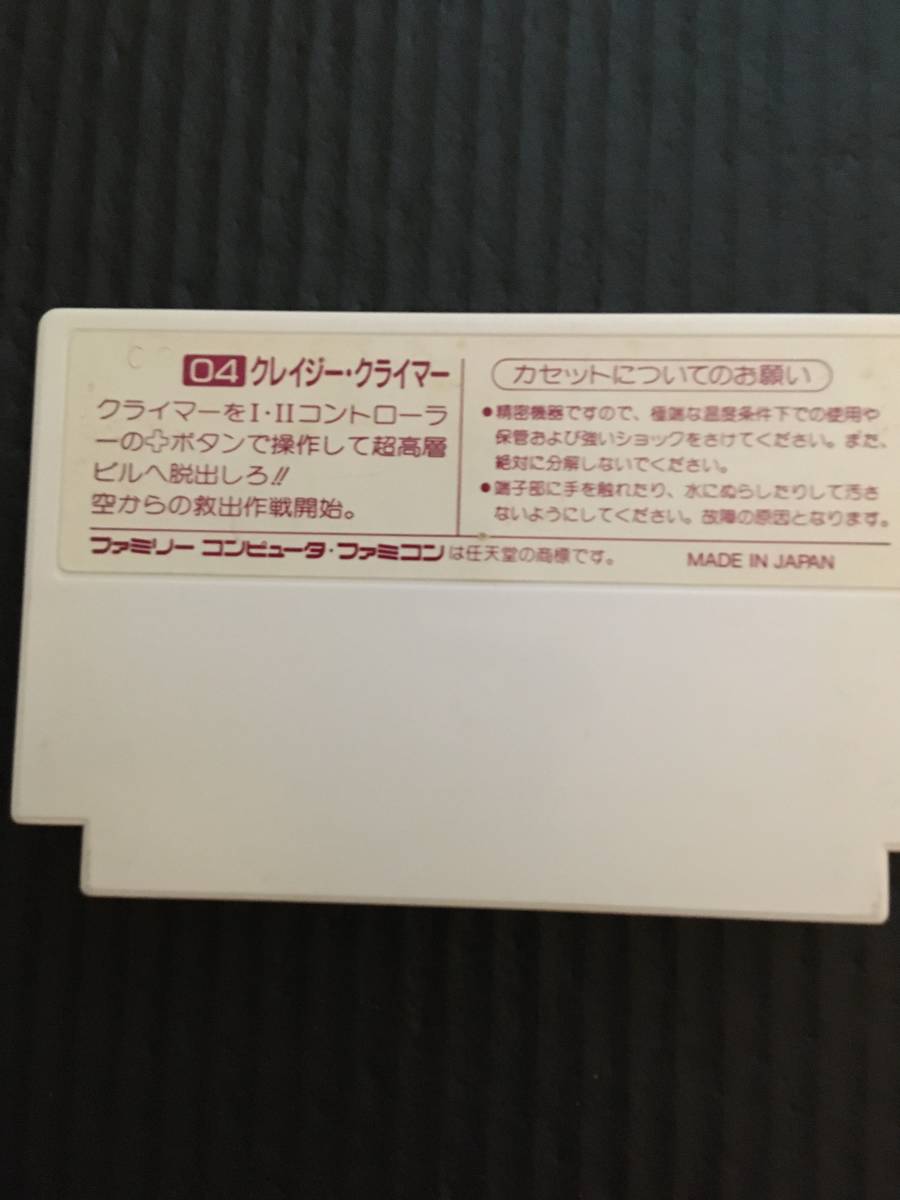 04 クレイジー・クライマー
クライマーをI・IIコントローラ
ーの✚ボタンで操作して超高層
ビルへ脱出しろ!!
空からの救出作戦開始。
カセットについてのお願い
●精密機器ですので、極端な温度条件下での使用や
保管および強いショックをさけてください。また、
絶対に分解しないでください。
●端子部に手を触れたり、水にぬらしたりして汚さ
ないようにしてください。故障の原因となります。
ファミリー コンピュータ・ファミコンは任天堂の商標です。
MADE IN JAPAN